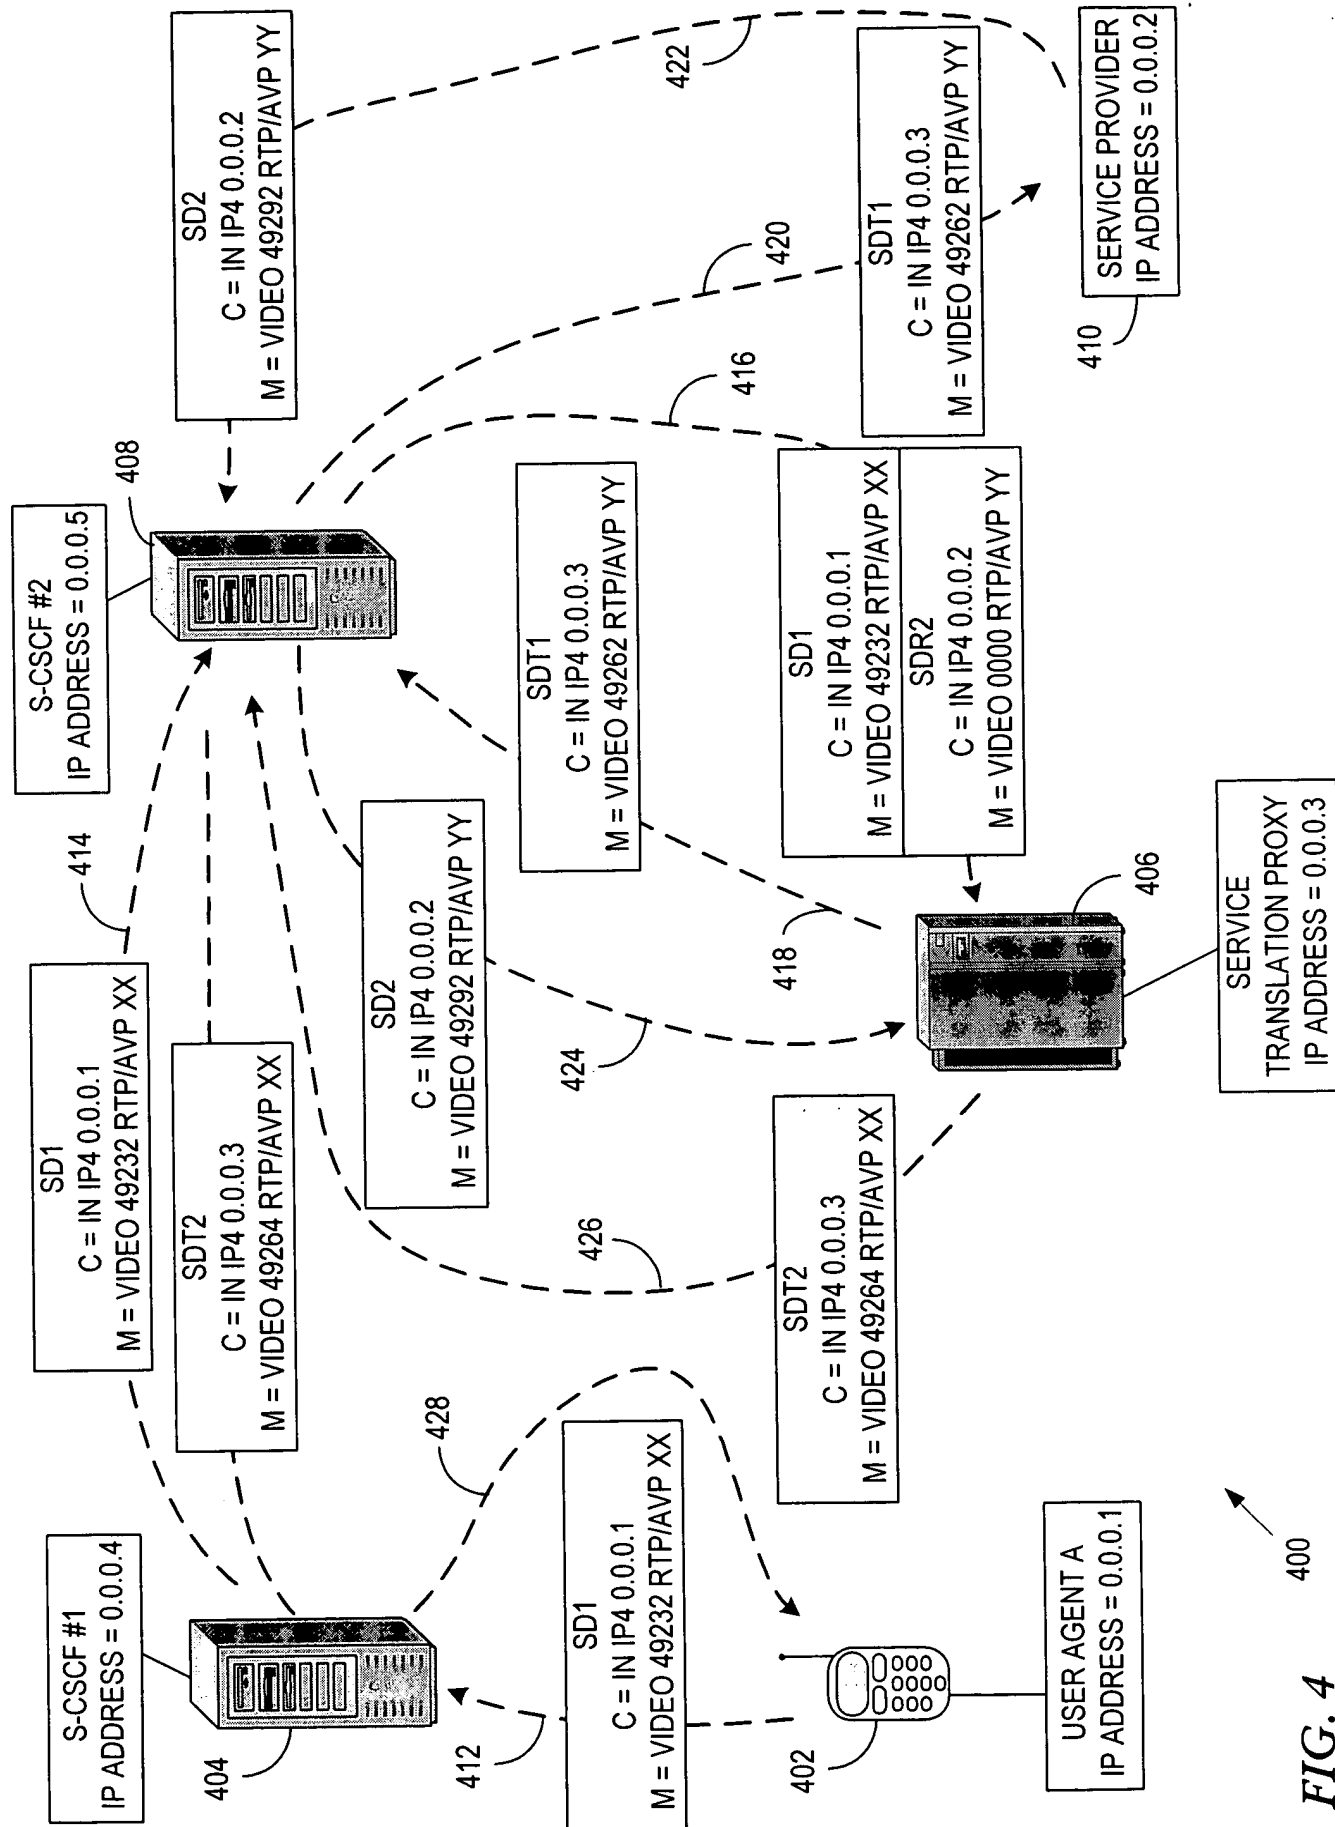 S-CSCF #1
IP ADDRESS = 0.0.0.4
404
SD1
C = IN IP4 0.0.0.1
M = VIDEO 49232 RTP/AVP XX
414
S-CSCF #2
IP ADDRESS = 0.0.0.5
408
SDT2
C = IN IP4 0.0.0.3
M = VIDEO 49264 RTP/AVP XX
SD2
C = IN IP4 0.0.0.2
M = VIDEO 49292 RTP/AVP YY
428
SD2
C = IN IP4 0.0.0.2
M = VIDEO 49292 RTP/AVP YY
412
SD1
C = IN IP4 0.0.0.1
M = VIDEO 49232 RTP/AVP XX
426
424
SDT1
C = IN IP4 0.0.0.3
M = VIDEO 49262 RTP/AVP YY
416
420
422
402
SDT2
C = IN IP4 0.0.0.3
M = VIDEO 49264 RTP/AVP XX
418
SD1
C = IN IP4 0.0.0.1
M = VIDEO 49232 RTP/AVP XX
SDR2
C = IN IP4 0.0.0.2
M = VIDEO 0000 RTP/AVP YY
SDT1
C = IN IP4 0.0.0.3
M = VIDEO 49262 RTP/AVP YY
406
410
USER AGENT A
IP ADDRESS = 0.0.0.1
SERVICE PROVIDER
IP ADDRESS = 0.0.0.2
SERVICE
TRANSLATION PROXY
IP ADDRESS = 0.0.0.3
400
FIG. 4